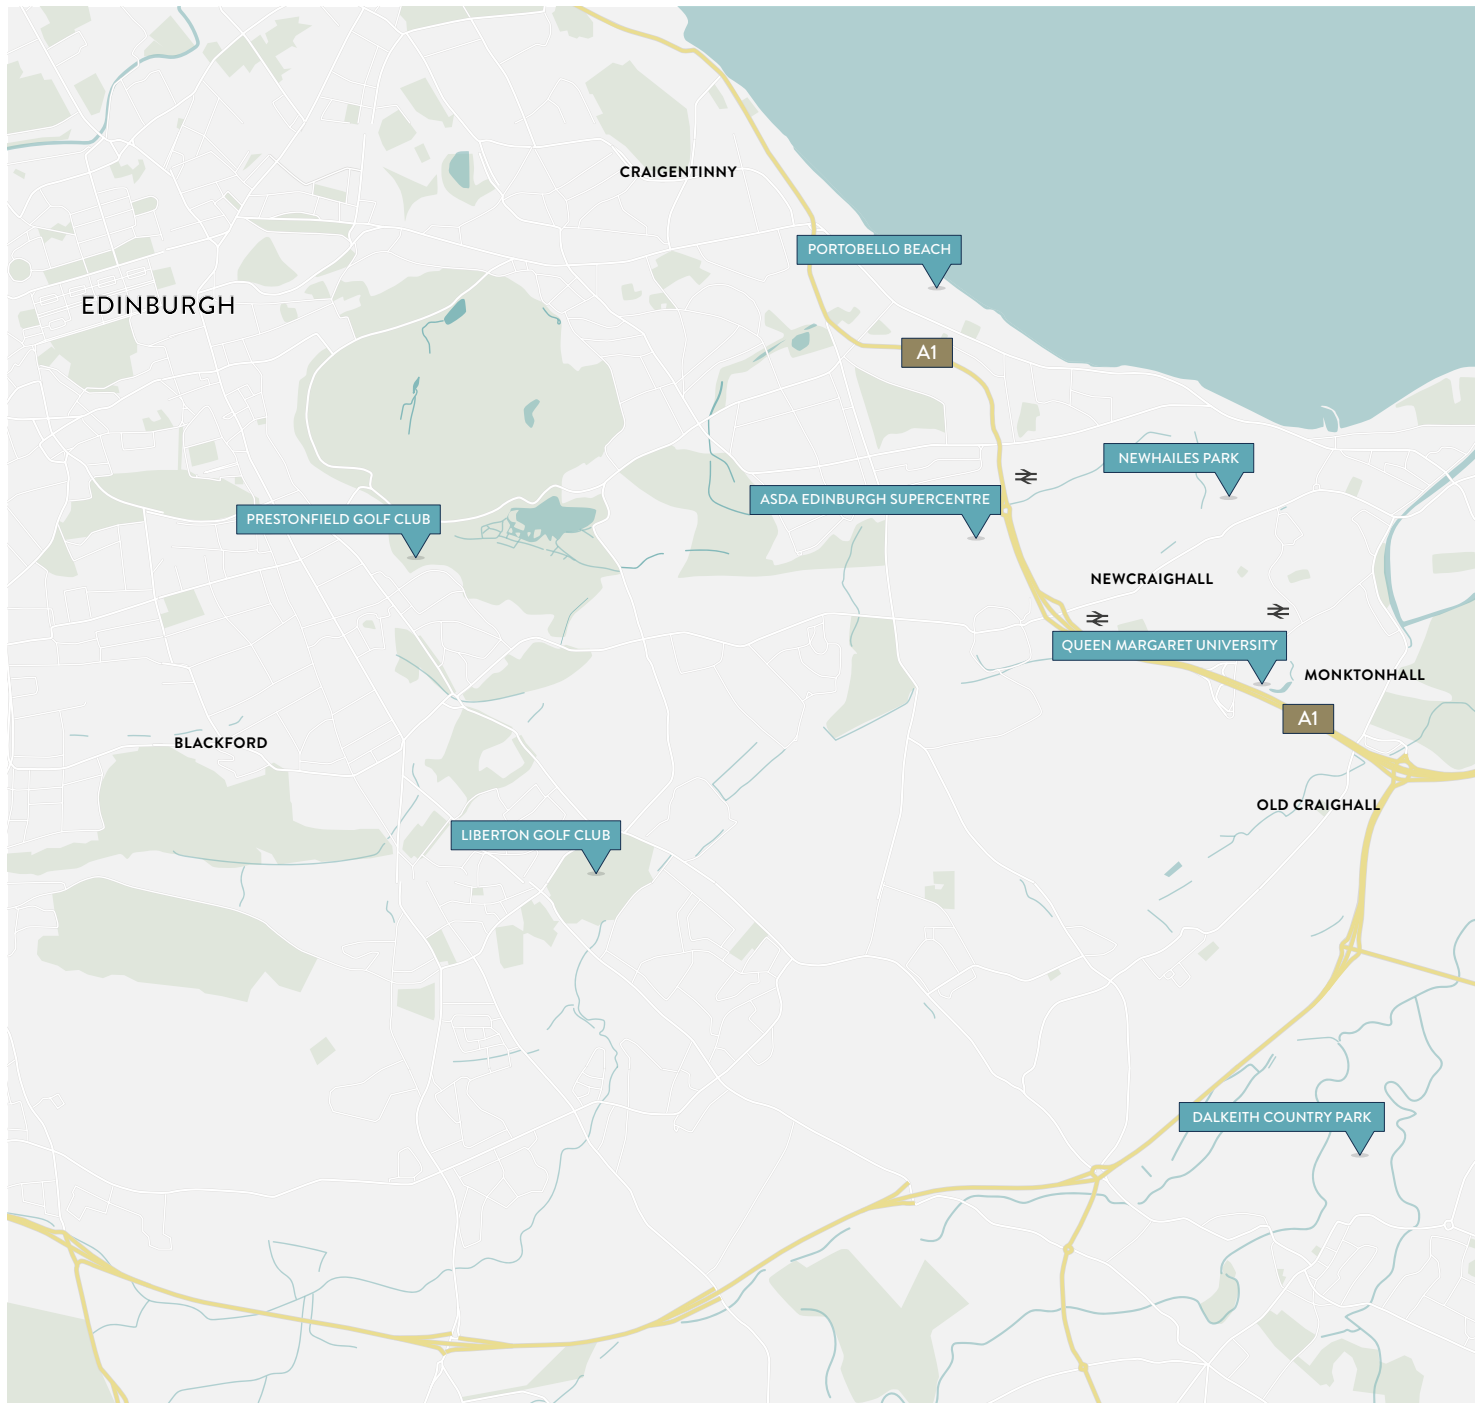 CRAIGENTINNY
PORTOBELLO BEACH
EDINBURGH
A1
NEWHAILES PARK
ASDA EDINBURGH SUPERCENTRE
PRESTONFIELD GOLF CLUB
NEWCRAIGHALL
QUEEN MARGARET UNIVERSITY
MONKTONHALL
A1
BLACKFORD
OLD CRAIGHALL
LIBERTON GOLF CLUB
DALKEITH COUNTRY PARK